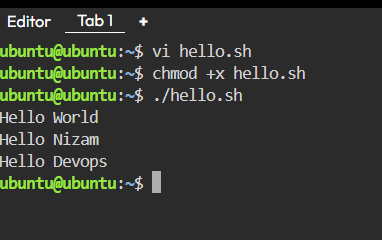 Editor Tab 1 +
ubuntu@ubuntu:~$ vi hello.sh
ubuntu@ubuntu:~$ chmod +x hello.sh
ubuntu@ubuntu:~$ ./hello.sh
Hello World
Hello Nizam
Hello Devops
ubuntu@ubuntu:~$